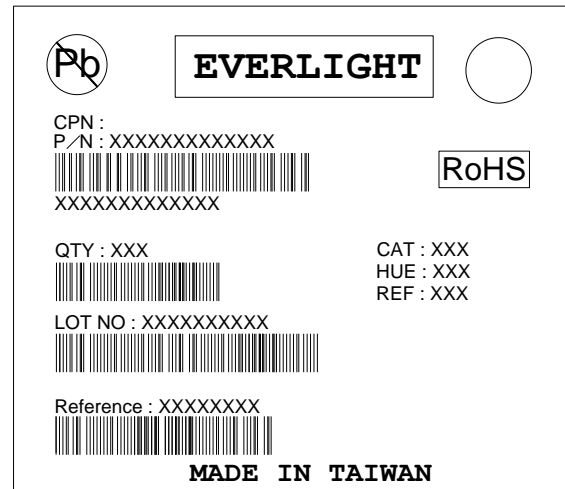 Pb
EVERLIGHT
CPN :
P/N : XXXXXXXXXXXXX
RoHS
XXXXXXXXXXXXX
QTY : XXX
CAT : XXX
HUE : XXX
REF : XXX
LOT NO : XXXXXXXXXX
Reference : XXXXXXXX
MADE IN TAIWAN